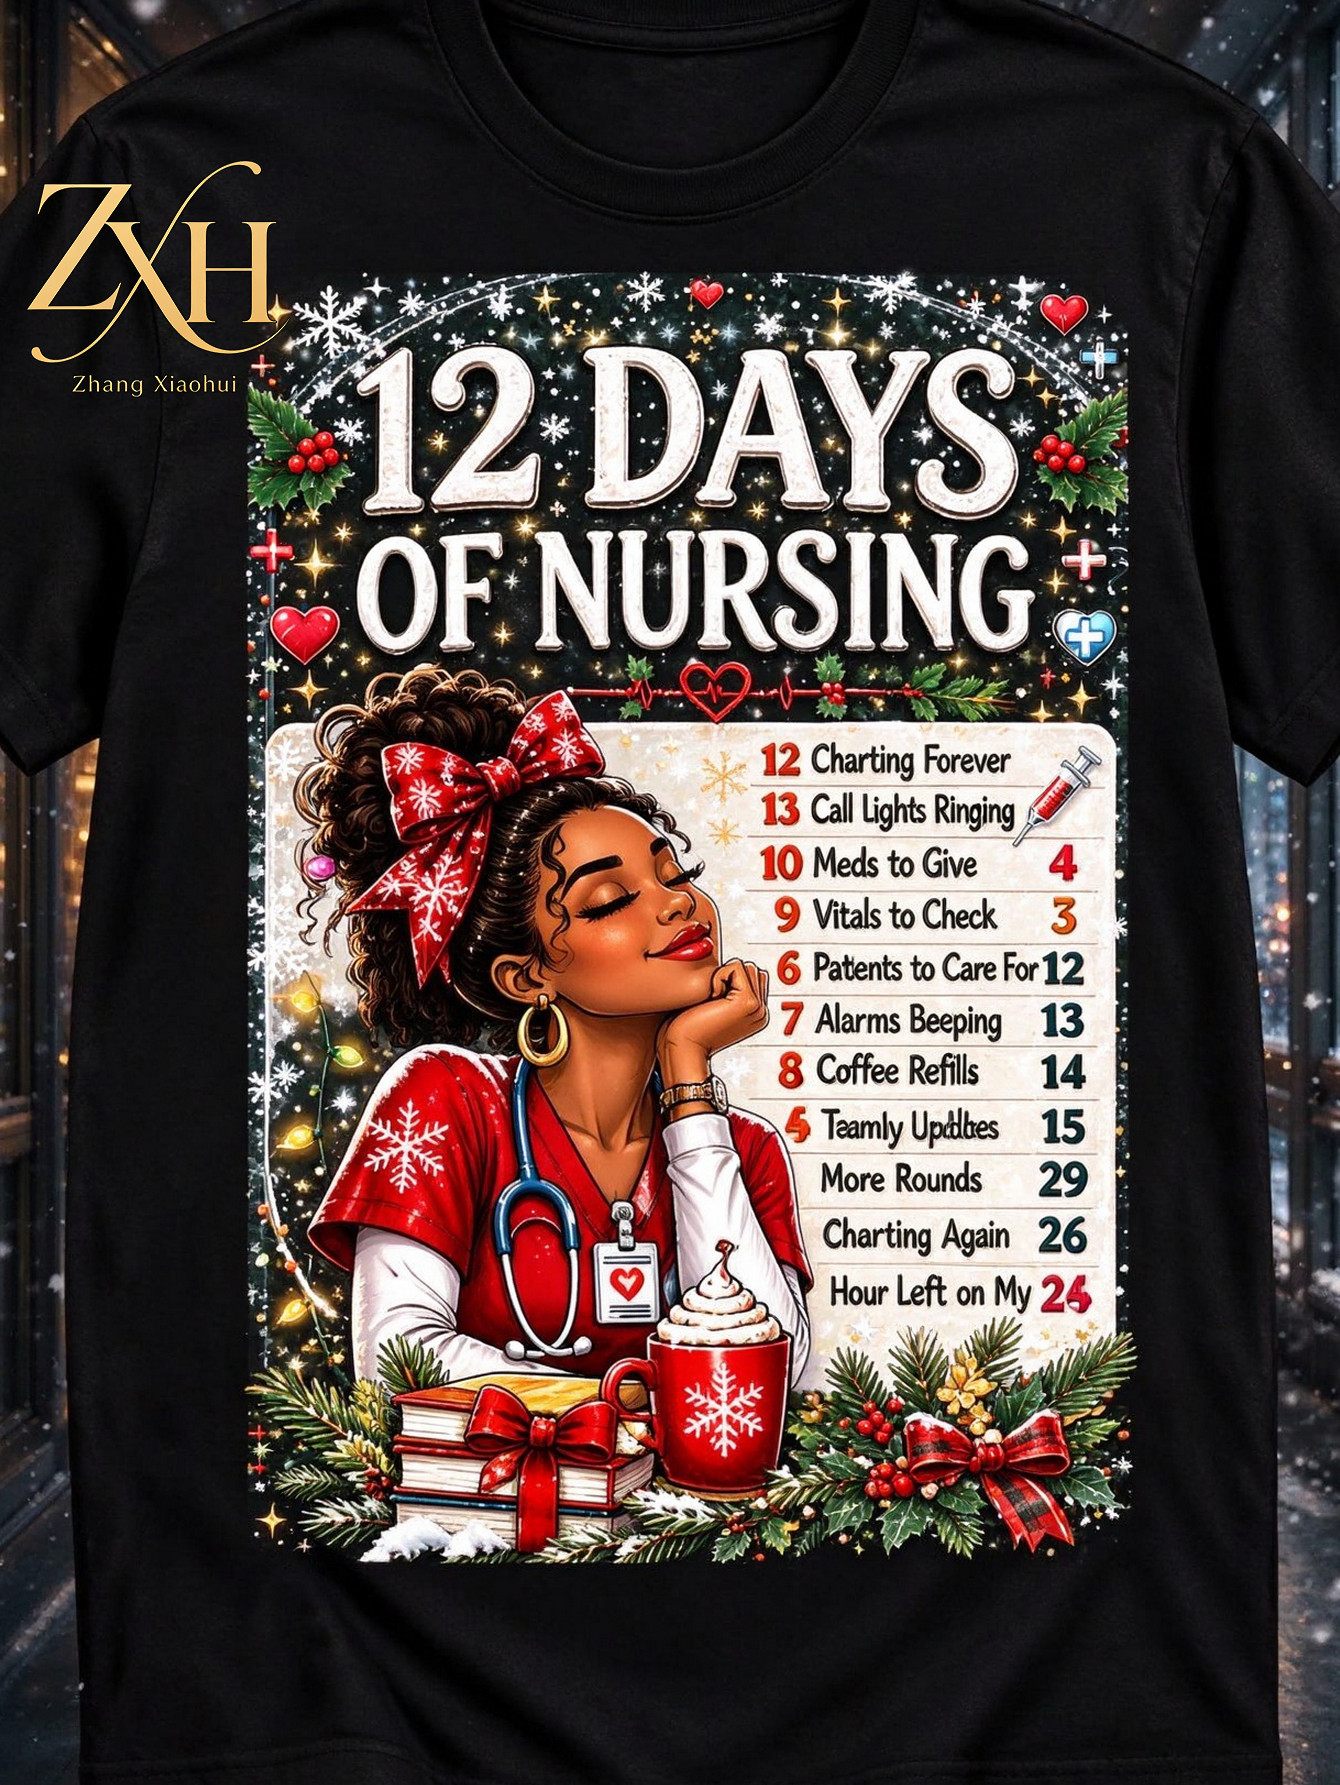 ZXH
Zhang Xiaohui
12 DAYS
OF NURSING
12 Charting Forever
13 Call Lights Ringing
10 Meds to Give 4
9 Vitals to Check 3
6 Patents to Care For 12
7 Alarms Beeping 13
8 Coffee Refills 14
Teamly 15
More Rounds 29
Charting Again 26
Hour Left on My 24